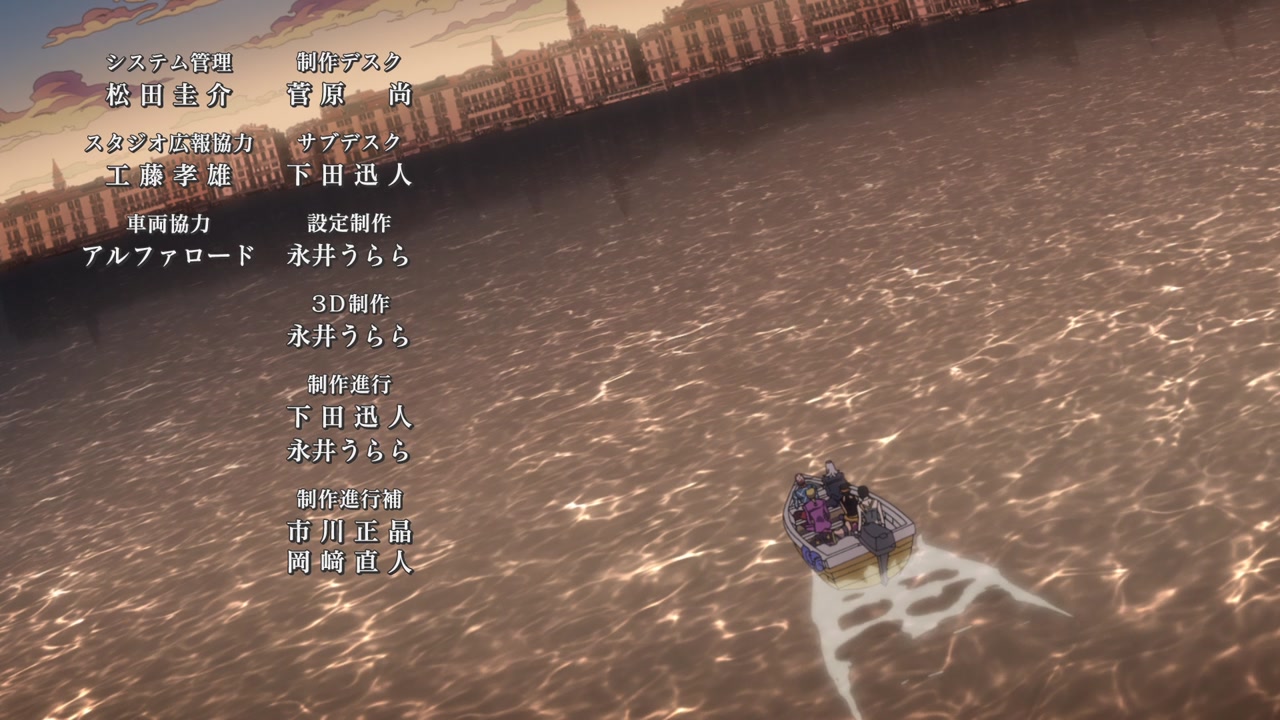 システム管理
松田圭介
スタジオ広報協力
工藤孝雄
車両協力
アルファロード
制作デスク
菅原　尚
サブデスク
下田迅人
設定制作
永井うらら
3D制作
永井うらら
制作進行
下田迅人
永井うらら
制作進行補
市川正晶
岡﨑直人